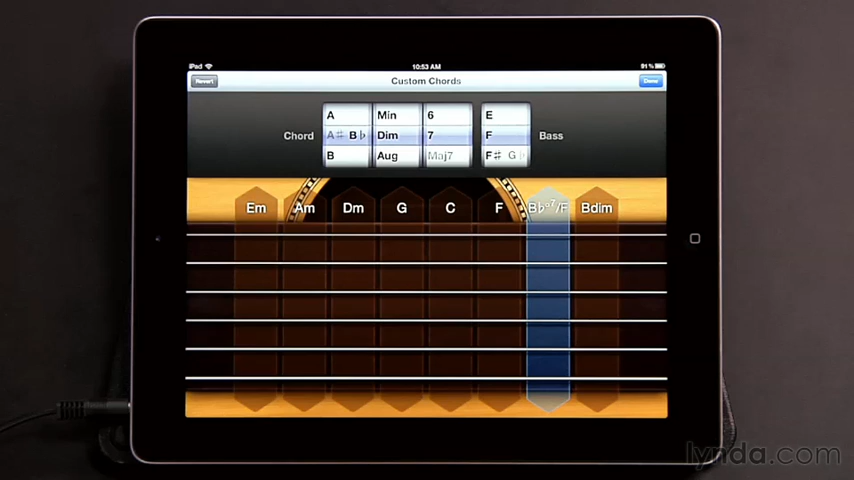 iPad 10:53 AM 91%
Revert Custom Chords Done
A Min 6 E
Chord A♯ B♭ Dim 7 F Bass
B Aug Maj7 F♯ G♭
Em Am Dm G C F B♭°7/F Bdim
lynda.com